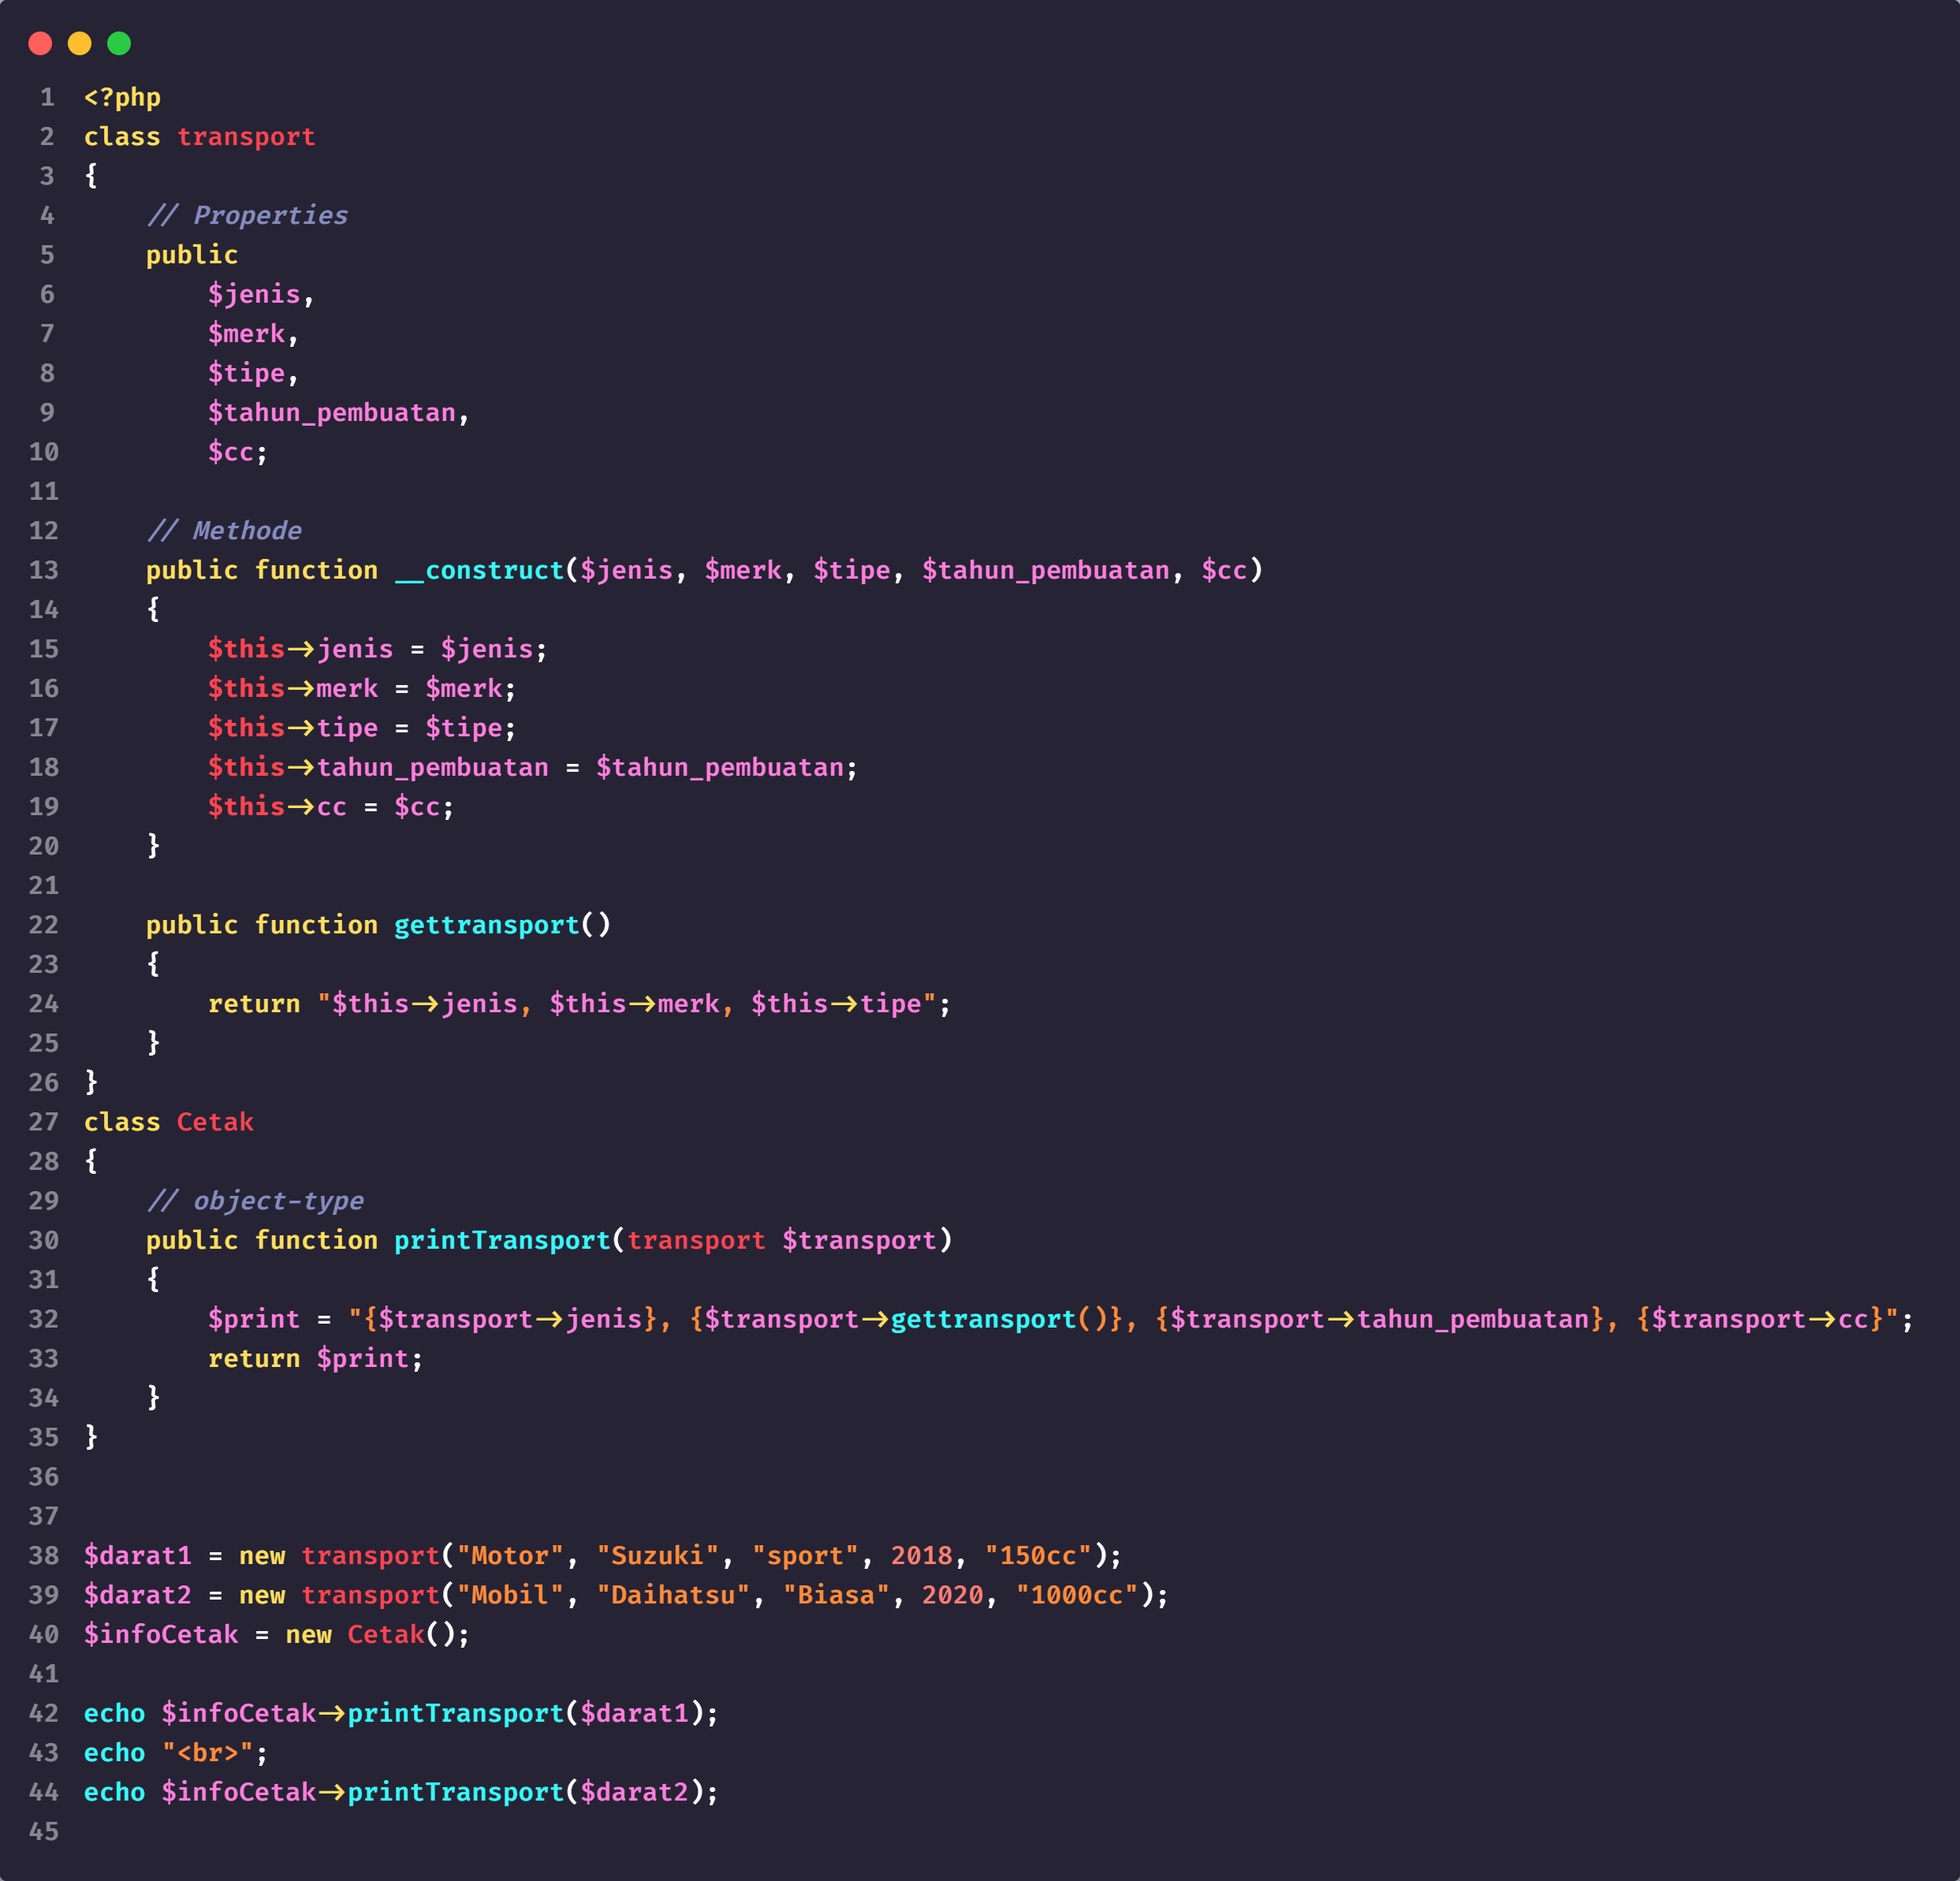 1 <?php
2 class transport
3 {
4     // Properties
5     public
6         $jenis,
7         $merk,
8         $tipe,
9         $tahun_pembuatan,
10         $cc;
11
12     // Methode
13     public function __construct($jenis, $merk, $tipe, $tahun_pembuatan, $cc)
14     {
15         $this->jenis = $jenis;
16         $this->merk = $merk;
17         $this->tipe = $tipe;
18         $this->tahun_pembuatan = $tahun_pembuatan;
19         $this->cc = $cc;
20     }
21
22     public function gettransport()
23     {
24         return "$this->jenis, $this->merk, $this->tipe";
25     }
26 }
27 class Cetak
28 {
29     // object-type
30     public function printTransport(transport $transport)
31     {
32         $print = "{$transport->jenis}, {$transport->gettransport()}, {$transport->tahun_pembuatan}, {$transport->cc}";
33         return $print;
34     }
35 }
36
37
38 $darat1 = new transport("Motor", "Suzuki", "sport", 2018, "150cc");
39 $darat2 = new transport("Mobil", "Daihatsu", "Biasa", 2020, "1000cc");
40 $infoCetak = new Cetak();
41
42 echo $infoCetak->printTransport($darat1);
43 echo "<br>";
44 echo $infoCetak->printTransport($darat2);
45